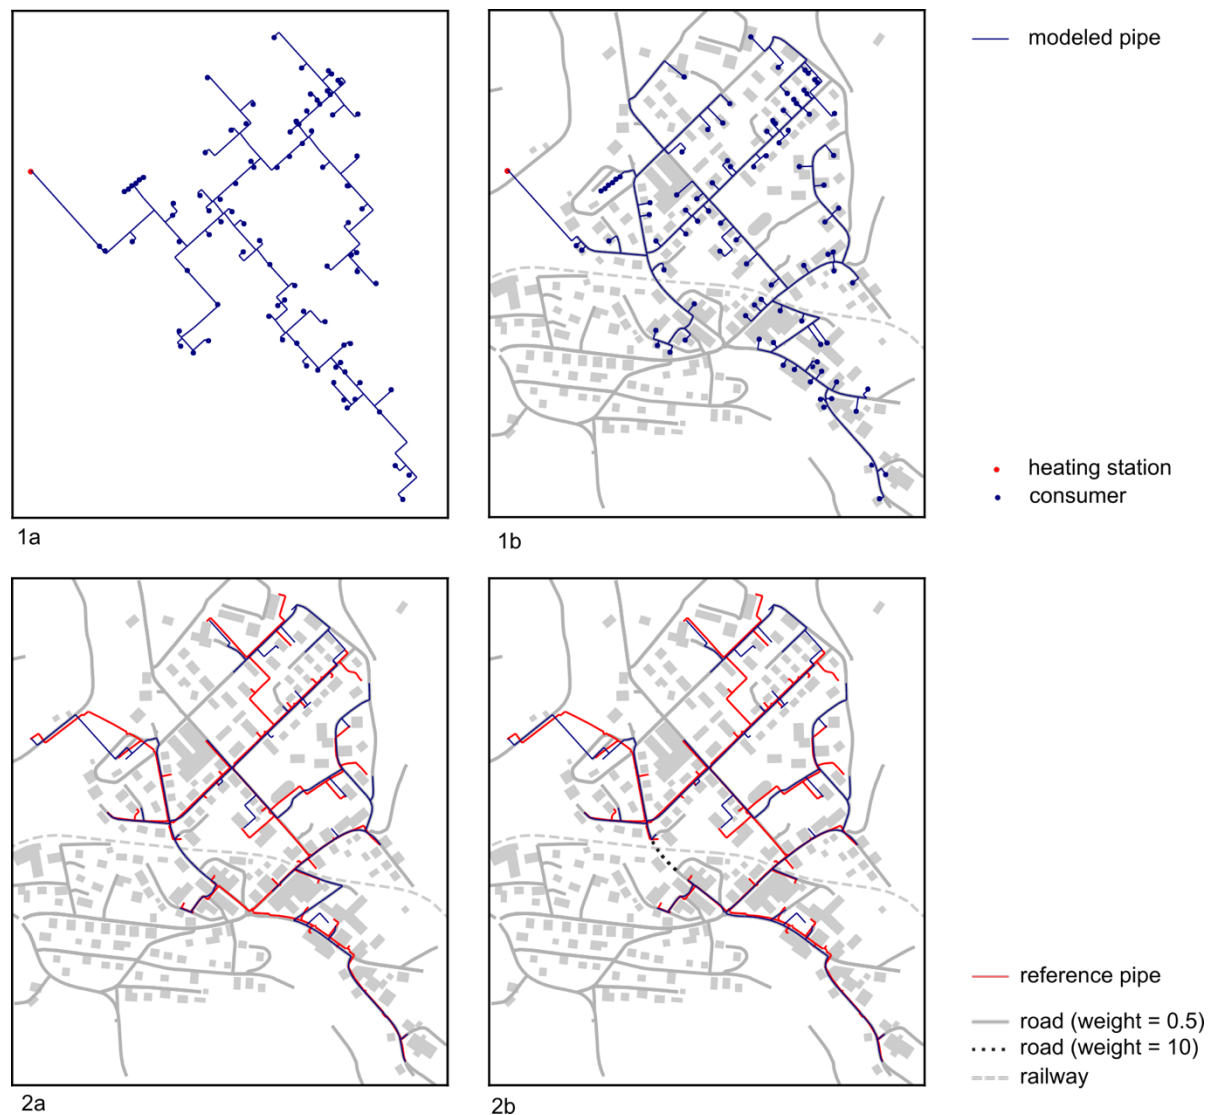 modeled pipe
heating station
consumer
1a
1b
reference pipe
road (weight = 0.5)
road (weight = 10)
railway
2a
2b